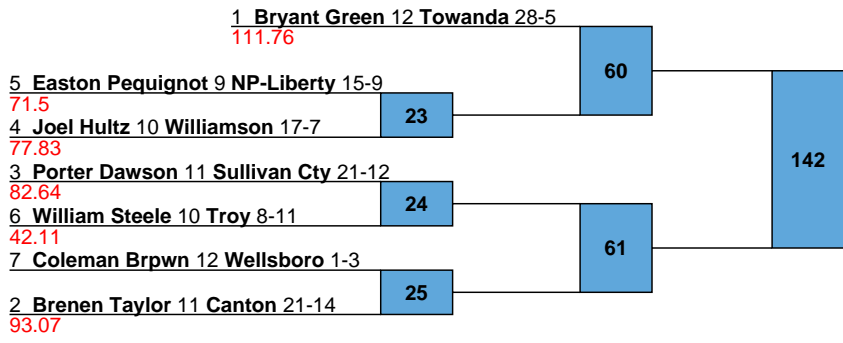 1 Bryant Green 12 Towanda 28-5
111.76
60
5 Easton Pequignot 9 NP-Liberty 15-9
71.5
23
4 Joel Hultz 10 Williamson 17-7
77.83
142
3 Porter Dawson 11 Sullivan Cty 21-12
82.64
24
6 William Steele 10 Troy 8-11
42.11
61
7 Coleman Brpwn 12 Wellsboro 1-3
25
2 Brenen Taylor 11 Canton 21-14
93.07